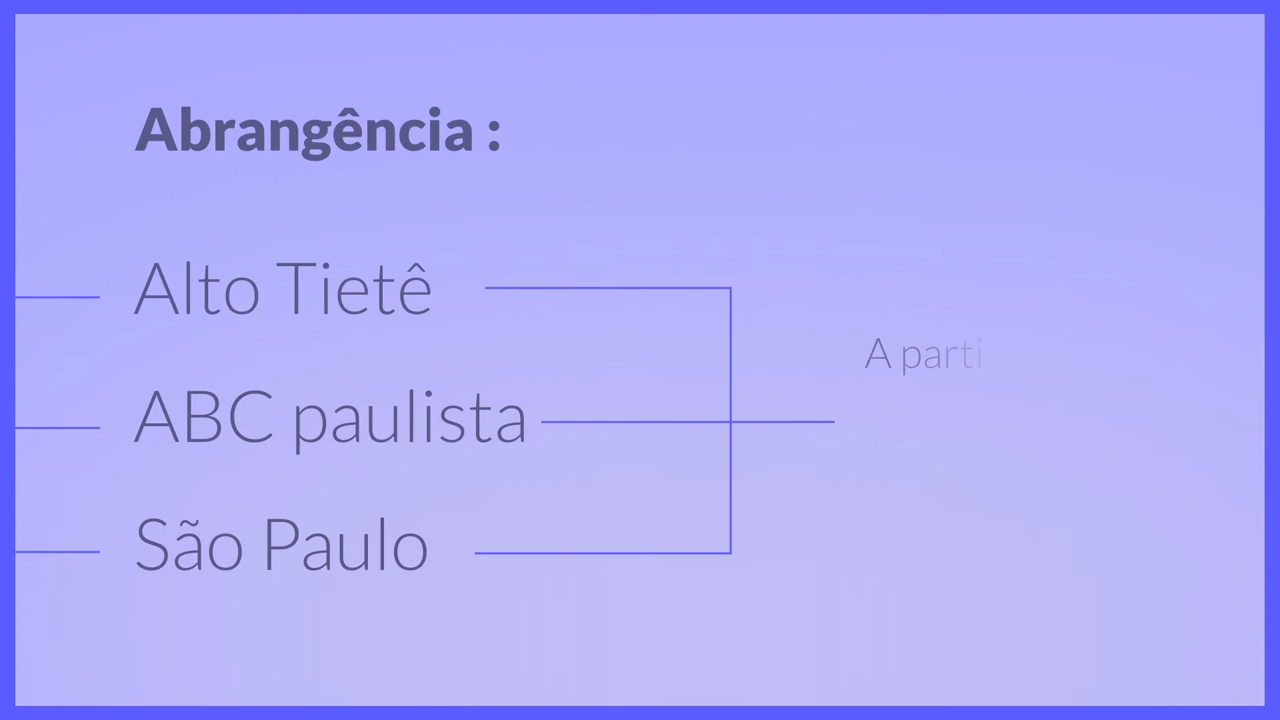 Abrangência :
Alto Tietê
A parti
ABC paulista
São Paulo